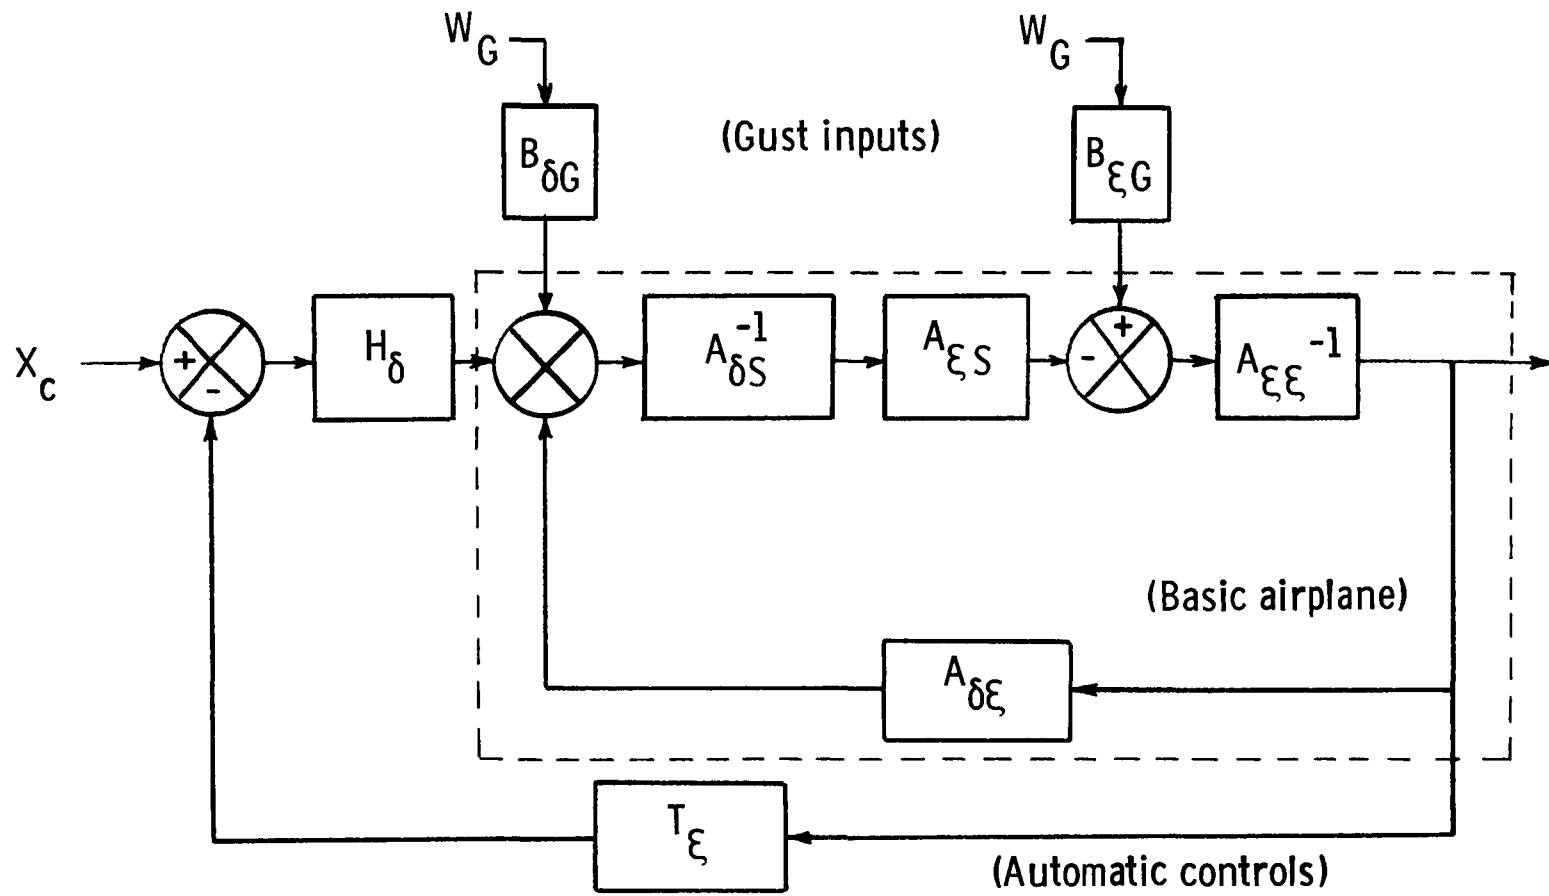 W_G
W_G
B_δG
(Gust inputs)
B_ξG
X_c
+
-
H_δ
A_δS^-1
A_ξS
-
+
A_ξξ^-1
(Basic airplane)
A_δξ
T_ξ
(Automatic controls)